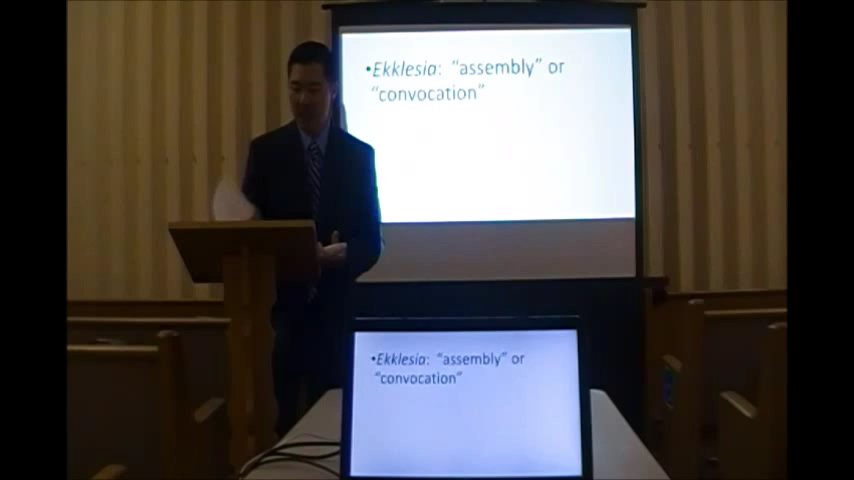 •Ekklesia: “assembly” or
“convocation”
•Ekklesia: “assembly” or
“convocation”